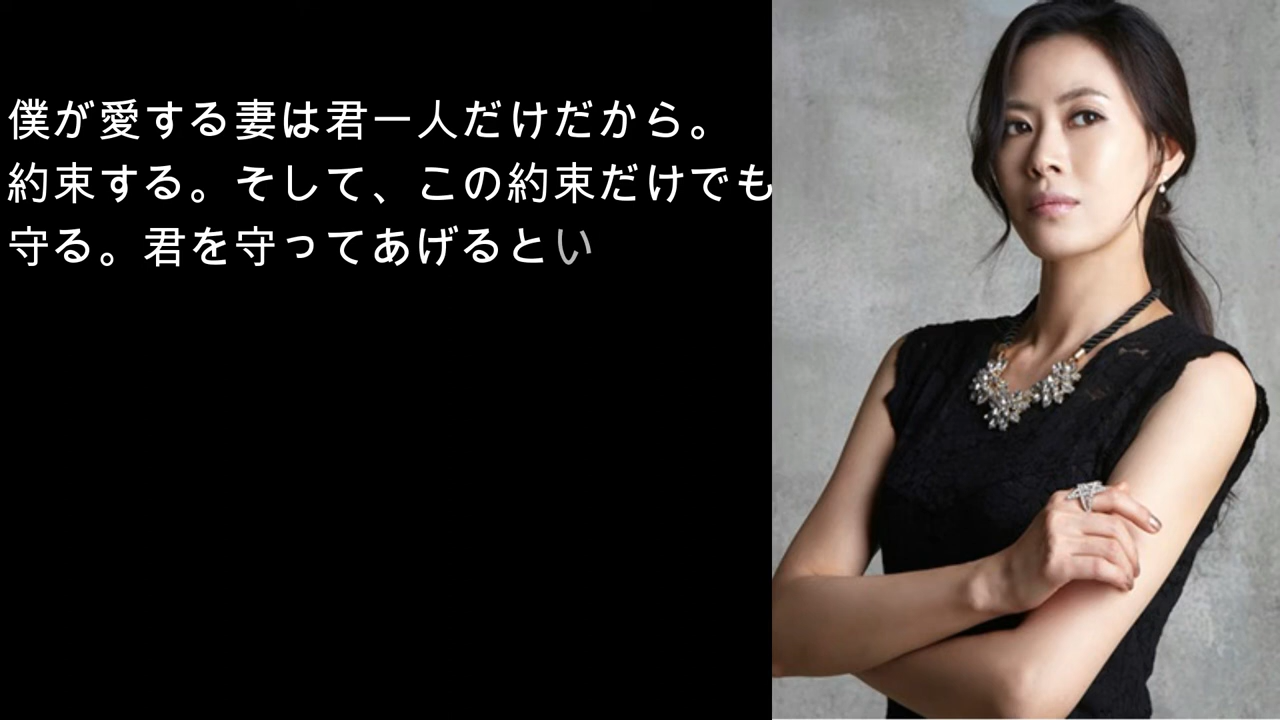 僕が愛する妻は君一人だけだから。
約束する。そして、この約束だけでも
守る。君を守ってあげるとい